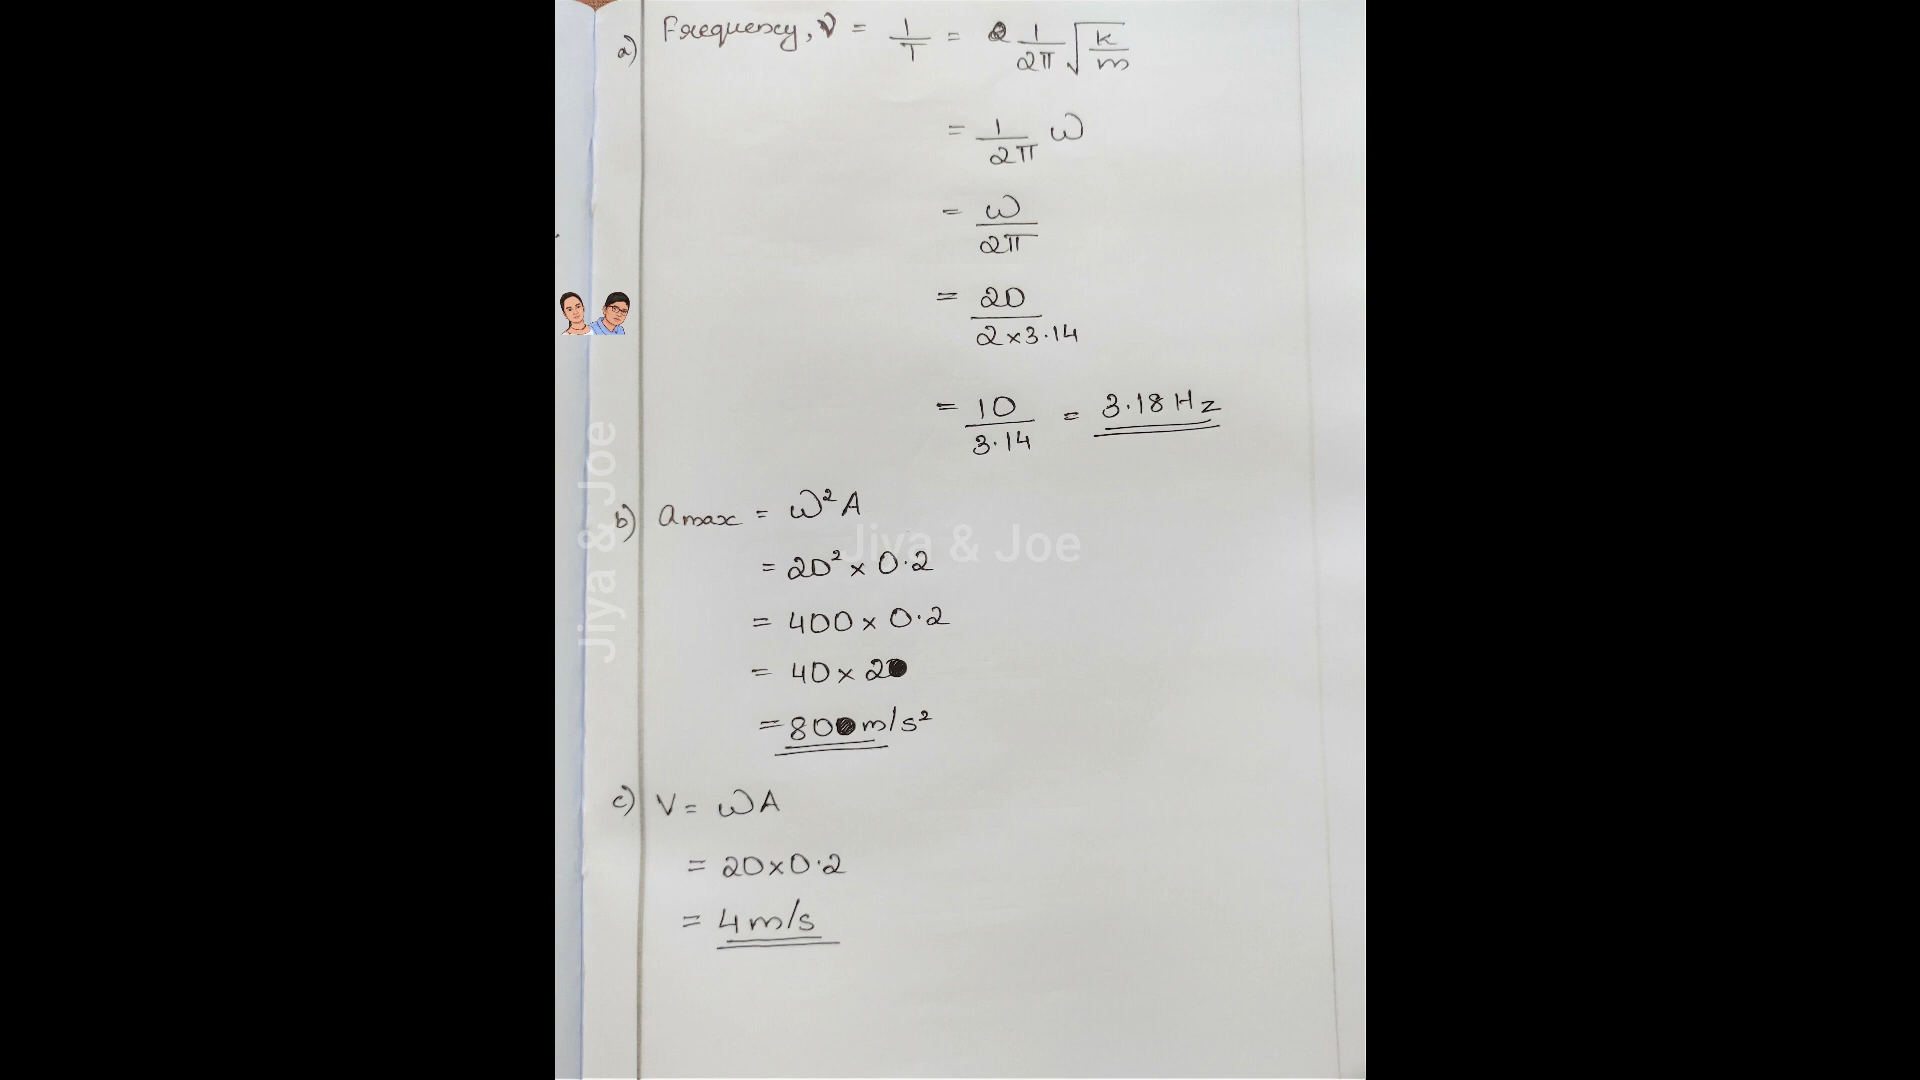 a) Frequency, ν = 1/T = 1/2π √k/m
= 1/2π ω
= ω/2π
= 20/2×3.14
= 10/3.14 = 3.18 Hz
b) amax = ω²A
= 20² × 0.2
= 400 × 0.2
= 40 × 2
= 80 m/s²
c) V = ωA
= 20×0.2
= 4 m/s
Jiya & Joe
Jiya & Joe